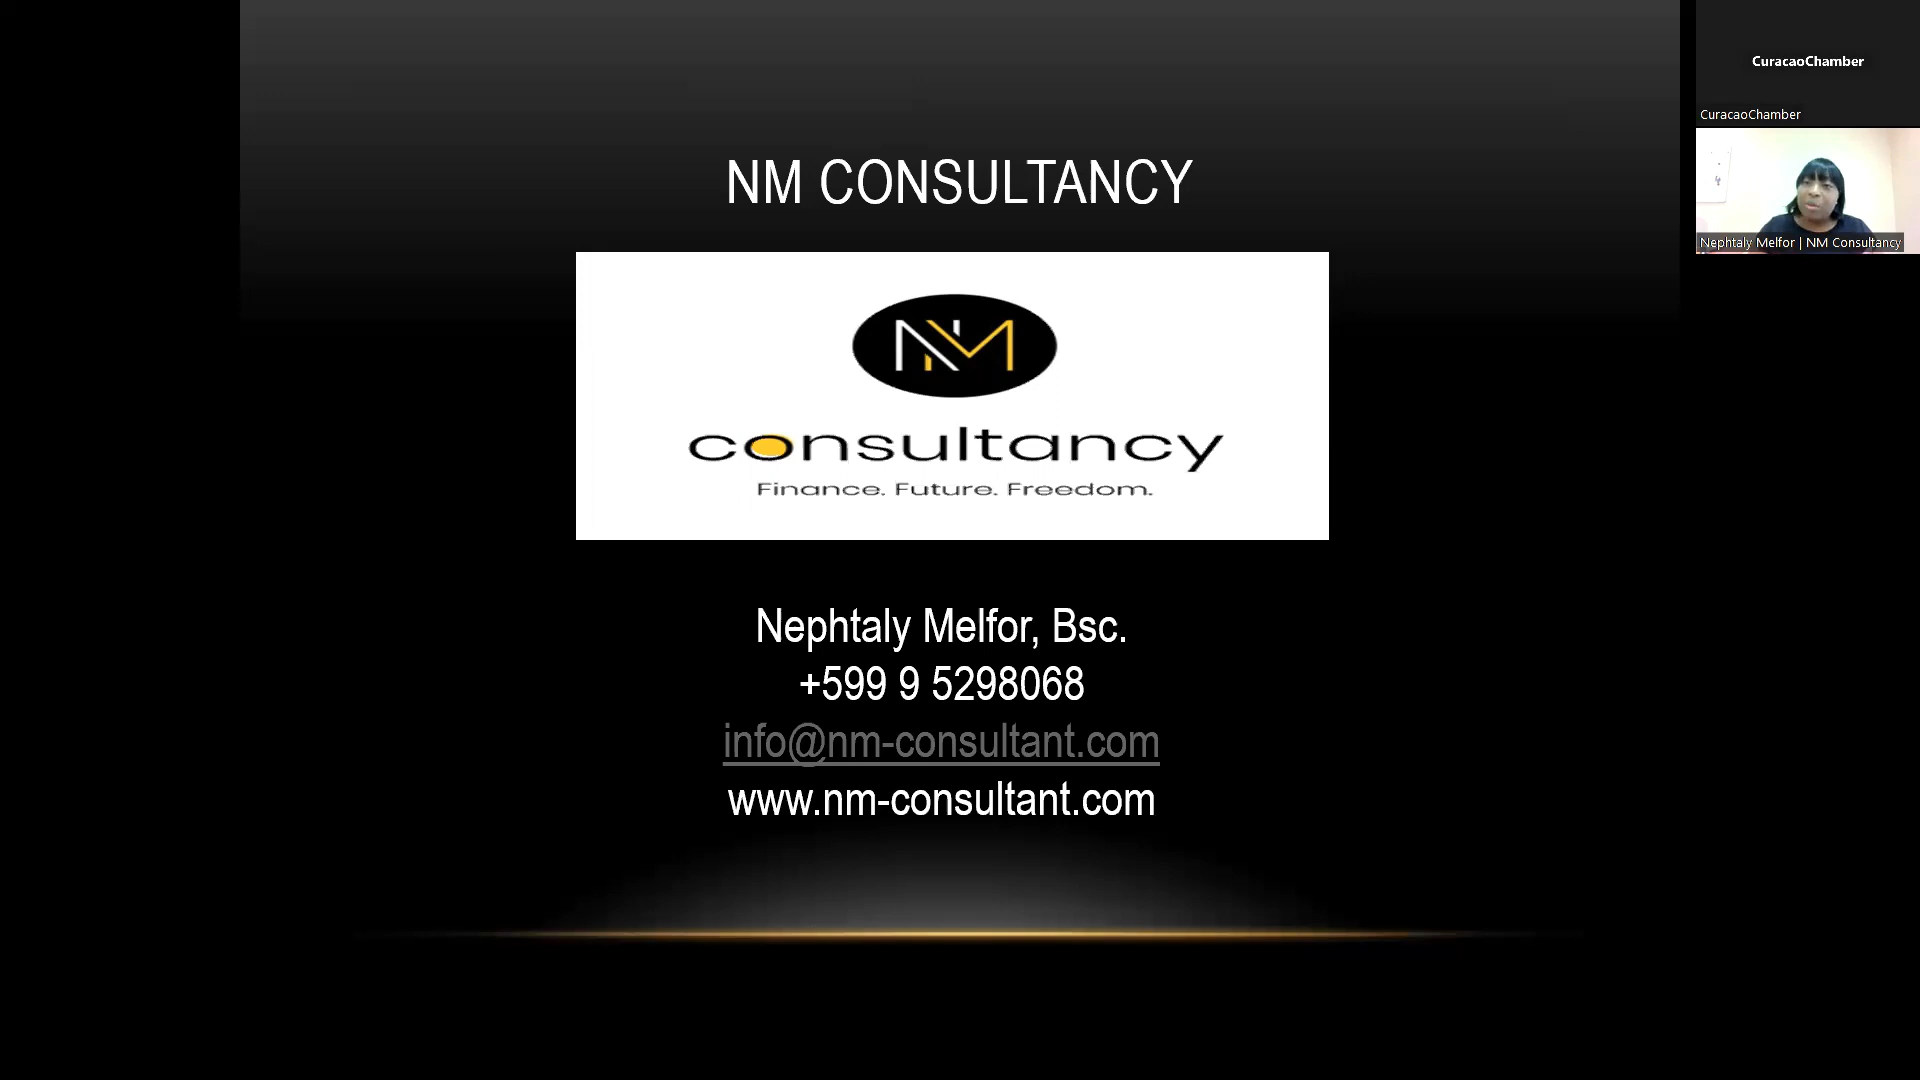 NM CONSULTANCY
NM
consultancy
Finance. Future. Freedom.
Nephtaly Melfor, Bsc.
+599 9 5298068
info@nm-consultant.com
www.nm-consultant.com
CuracaoChamber
CuracaoChamber
Nephtaly Melfor | NM Consultancy